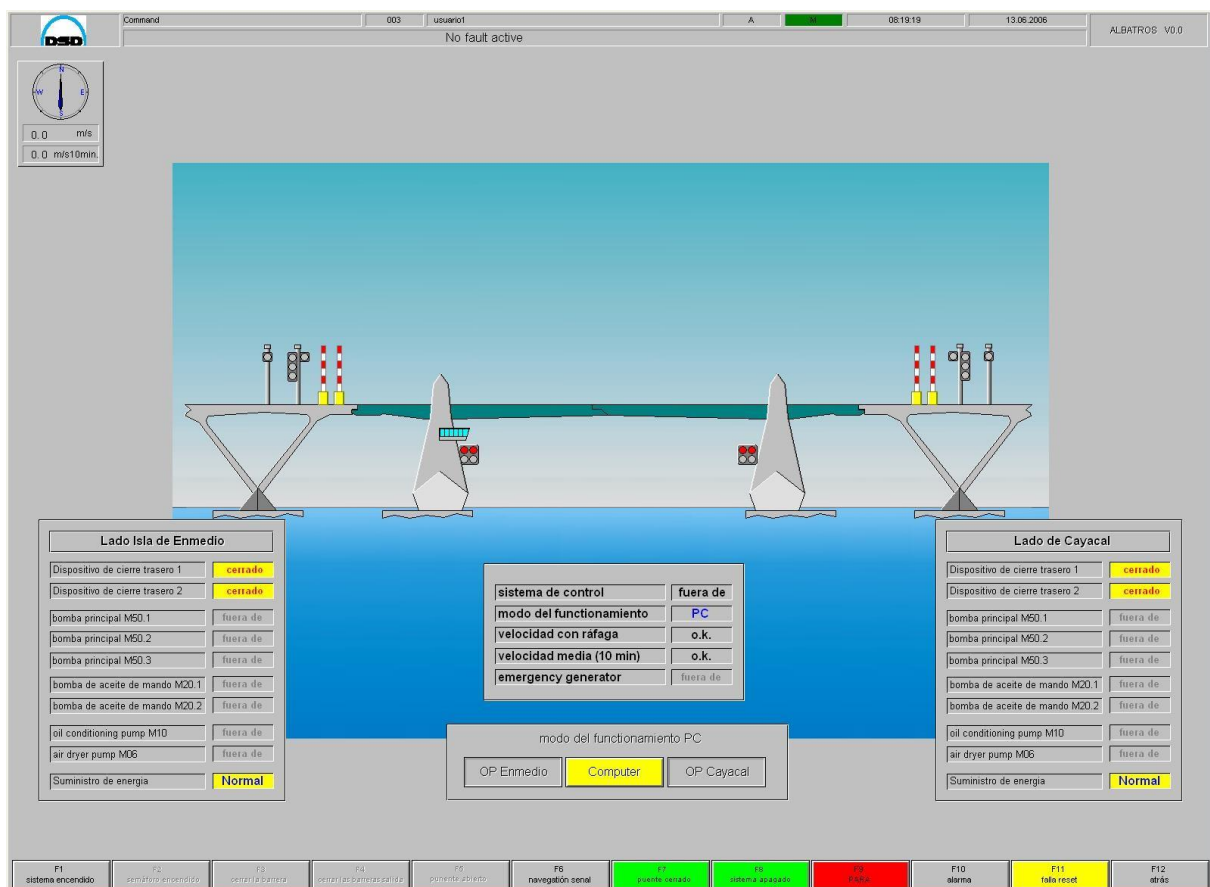 DSD
Command
003
usuario1
A
M
08:19:19
13.06.2006
ALBATROS V0.0
No fault active
N
W E
S
0.0 m/s
0.0 m/s10min.
Lado Isla de Enmedio
Dispositivo de cierre trasero 1 cerrado
Dispositivo de cierre trasero 2 cerrado
bomba principal M50.1 fuera de
bomba principal M50.2 fuera de
bomba principal M50.3 fuera de
bomba de aceite de mando M20.1 fuera de
bomba de aceite de mando M20.2 fuera de
oil conditioning pump M10 fuera de
air dryer pump M06 fuera de
Suministro de energia Normal
sistema de control fuera de
modo del functionamiento PC
velocidad con ráfaga o.k.
velocidad media (10 min) o.k.
emergency generator fuera de
modo del functionamiento PC
OP Enmedio
Computer
OP Cayacal
Lado de Cayacal
Dispositivo de cierre trasero 1 cerrado
Dispositivo de cierre trasero 2 cerrado
bomba principal M50.1 fuera de
bomba principal M50.2 fuera de
bomba principal M50.3 fuera de
bomba de aceite de mando M20.1 fuera de
bomba de aceite de mando M20.2 fuera de
oil conditioning pump M10 fuera de
air dryer pump M06 fuera de
Suministro de energia Normal
F1
sistema encendido
F2
semáforo encendido
F3
cerrar la barrera
F4
cerrar las barreras salida
F5
punente abierto
F6
navegatión senal
F7
puente cerrado
F8
sistema apagado
F9
PARA
F10
alarma
F11
falla reset
F12
atrás